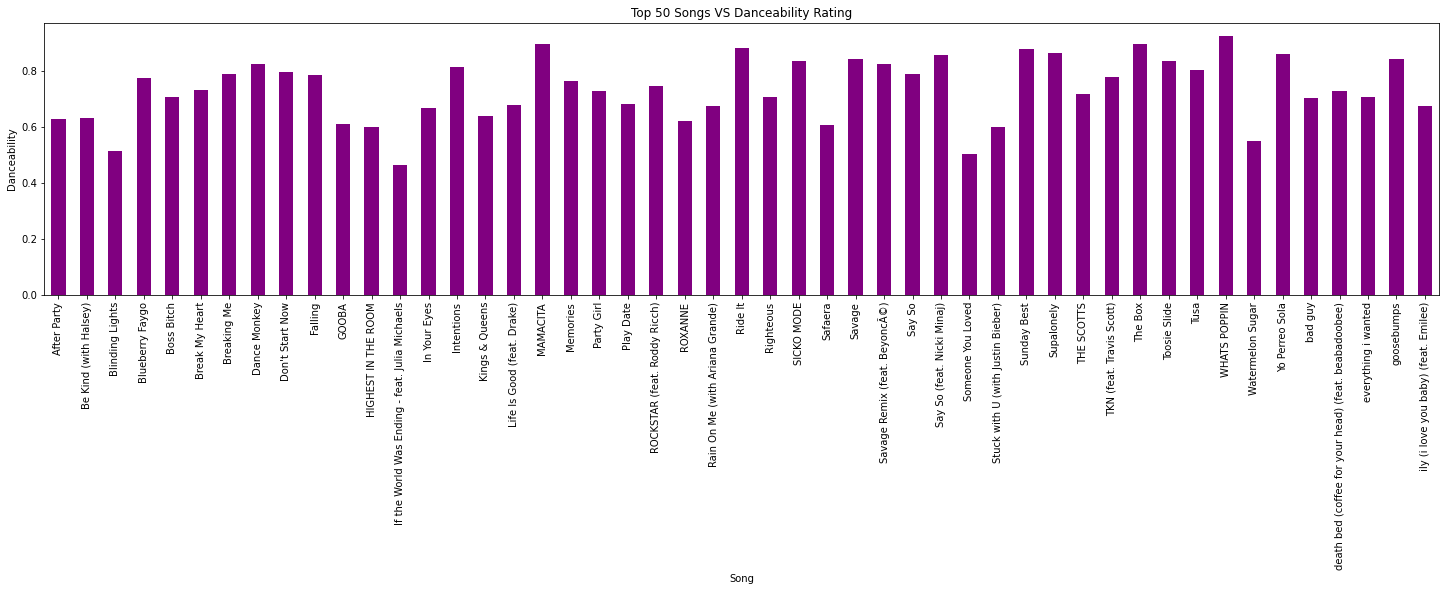 Top 50 Songs VS Danceability Rating
Danceability
0.8
0.6
0.4
0.2
0.0
After Party
Be Kind (with Halsey)
Blinding Lights
Blueberry Faygo
Boss Bitch
Break My Heart
Breaking Me
Dance Monkey
Don't Start Now
Falling
GOOBA
HIGHEST IN THE ROOM
If the World Was Ending - feat. Julia Michaels
In Your Eyes
Intentions
Kings & Queens
Life Is Good (feat. Drake)
MAMACITA
Memories
Party Girl
Play Date
ROCKSTAR (feat. Roddy Ricch)
ROXANNE
Rain On Me (with Ariana Grande)
Ride It
Righteous
SICKO MODE
Safaera
Savage
Savage Remix (feat. BeyoncÃ©)
Say So
Say So (feat. Nicki Minaj)
Someone You Loved
Stuck with U (with Justin Bieber)
Sunday Best
Supalonely
THE SCOTTS
TKN (feat. Travis Scott)
The Box
Toosie Slide
Tusa
WHATS POPPIN
Watermelon Sugar
Yo Perreo Sola
bad guy
death bed (coffee for your head) (feat. beabadoobee)
everything i wanted
goosebumps
ily (i love you baby) (feat. Emilee)
Song